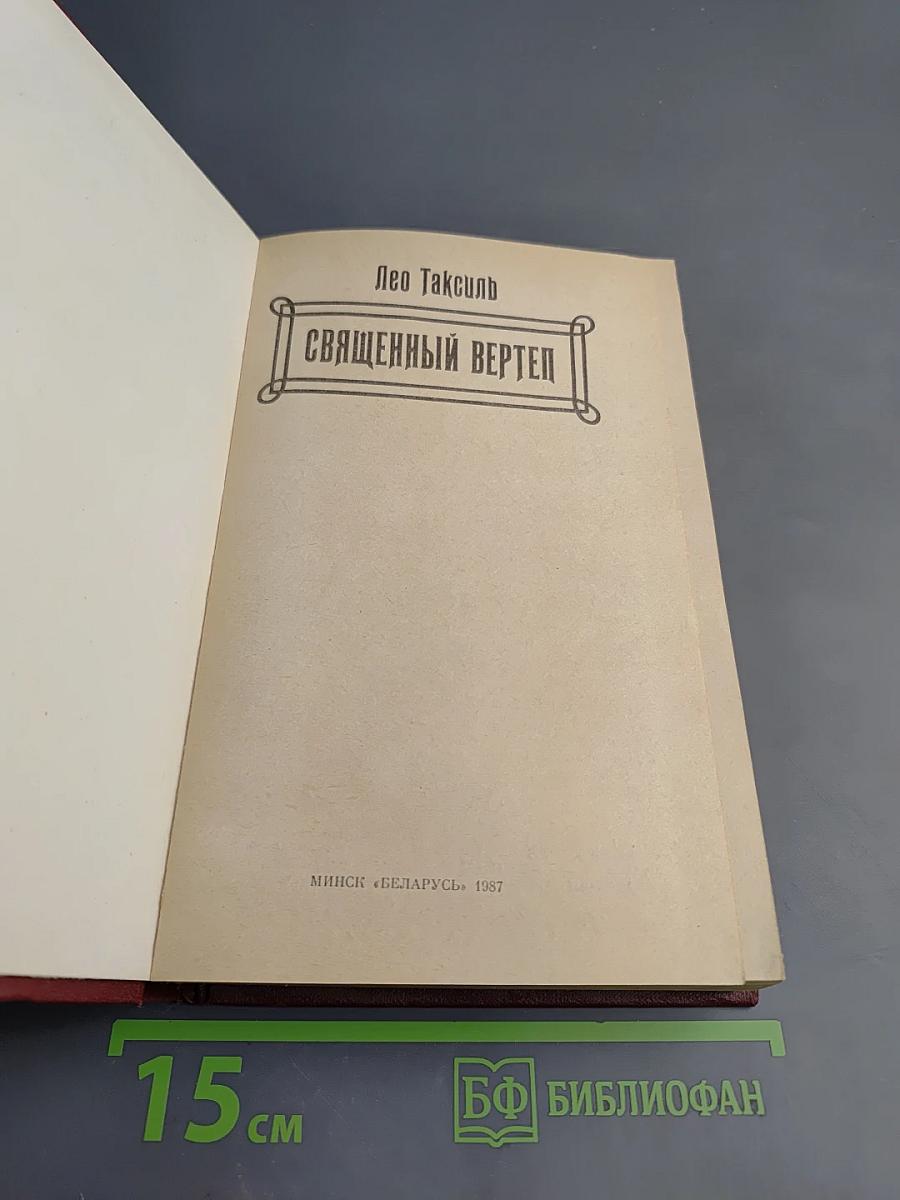 Лео Таксиль
СВЯЩЕННЫЙ ВЕРТЕП
МИНСК «БЕЛАРУСЬ» 1987
15 см
БФ БИБЛИОФАН